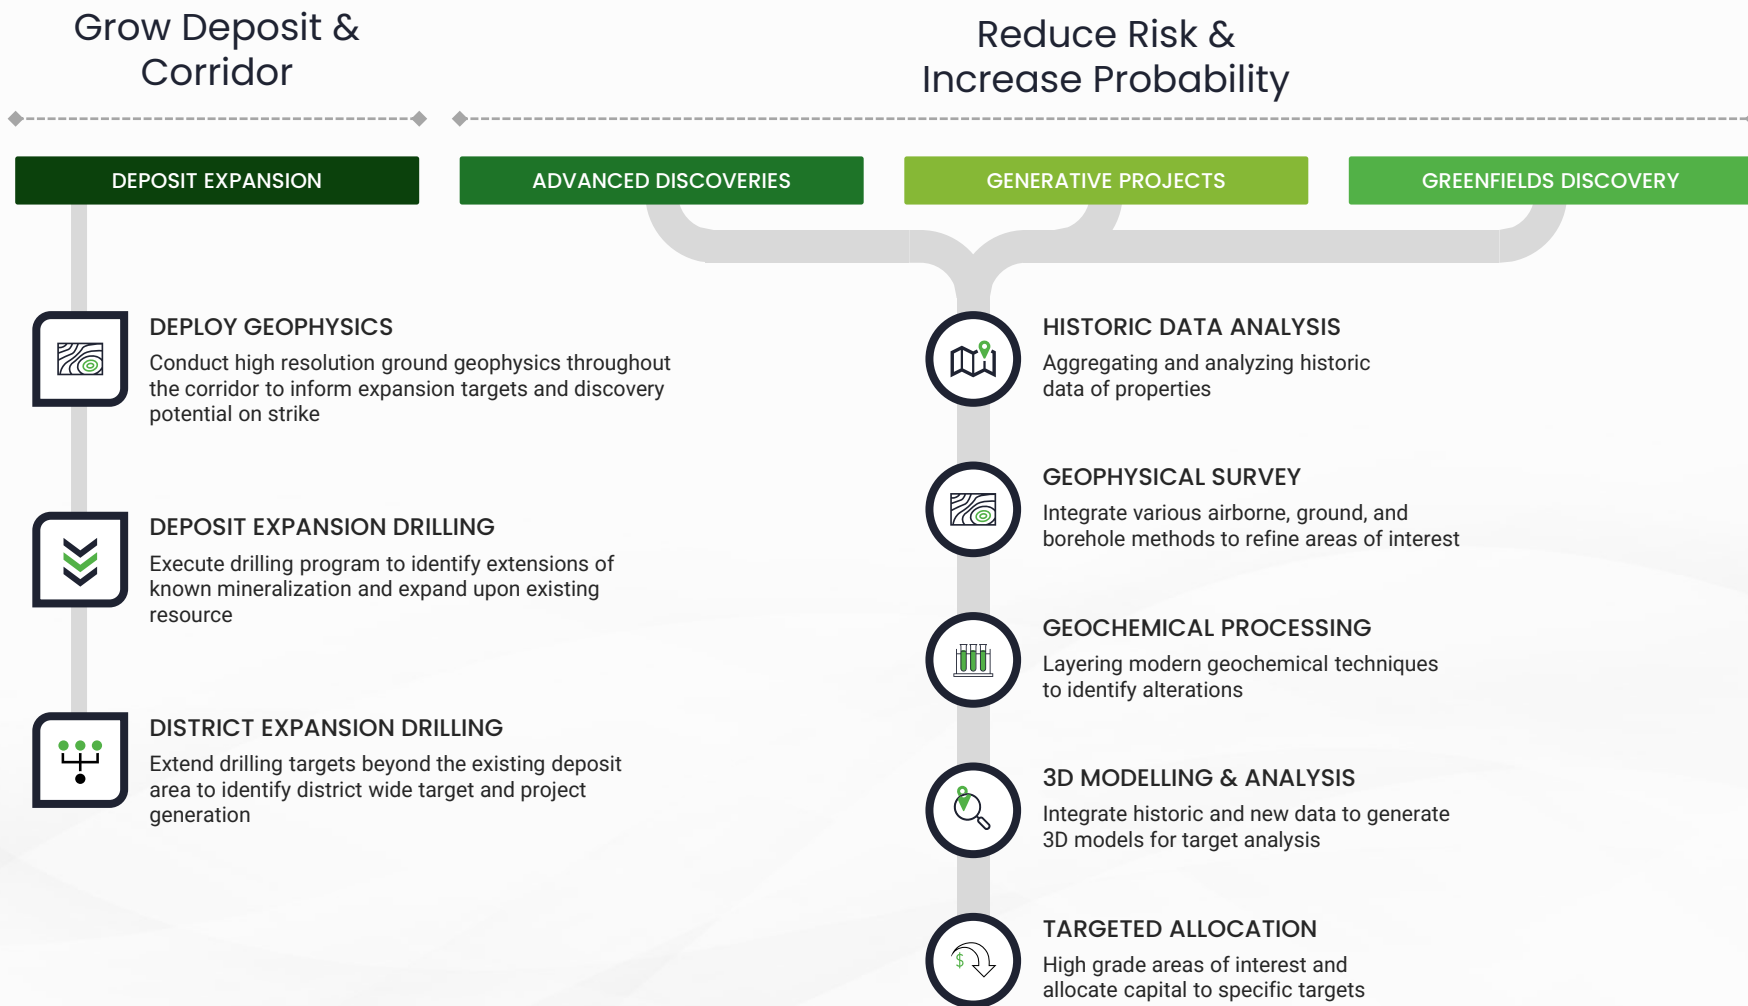 Grow Deposit &
Corridor
Reduce Risk &
Increase Probability
DEPOSIT EXPANSION
ADVANCED DISCOVERIES
GENERATIVE PROJECTS
GREENFIELDS DISCOVERY
DEPLOY GEOPHYSICS
Conduct high resolution ground geophysics throughout
the corridor to inform expansion targets and discovery
potential on strike
DEPOSIT EXPANSION DRILLING
Execute drilling program to identify extensions of
known mineralization and expand upon existing
resource
DISTRICT EXPANSION DRILLING
Extend drilling targets beyond the existing deposit
area to identify district wide target and project
generation
HISTORIC DATA ANALYSIS
Aggregating and analyzing historic
data of properties
GEOPHYSICAL SURVEY
Integrate various airborne, ground, and
borehole methods to refine areas of interest
GEOCHEMICAL PROCESSING
Layering modern geochemical techniques
to identify alterations
3D MODELLING & ANALYSIS
Integrate historic and new data to generate
3D models for target analysis
$
TARGETED ALLOCATION
High grade areas of interest and
allocate capital to specific targets